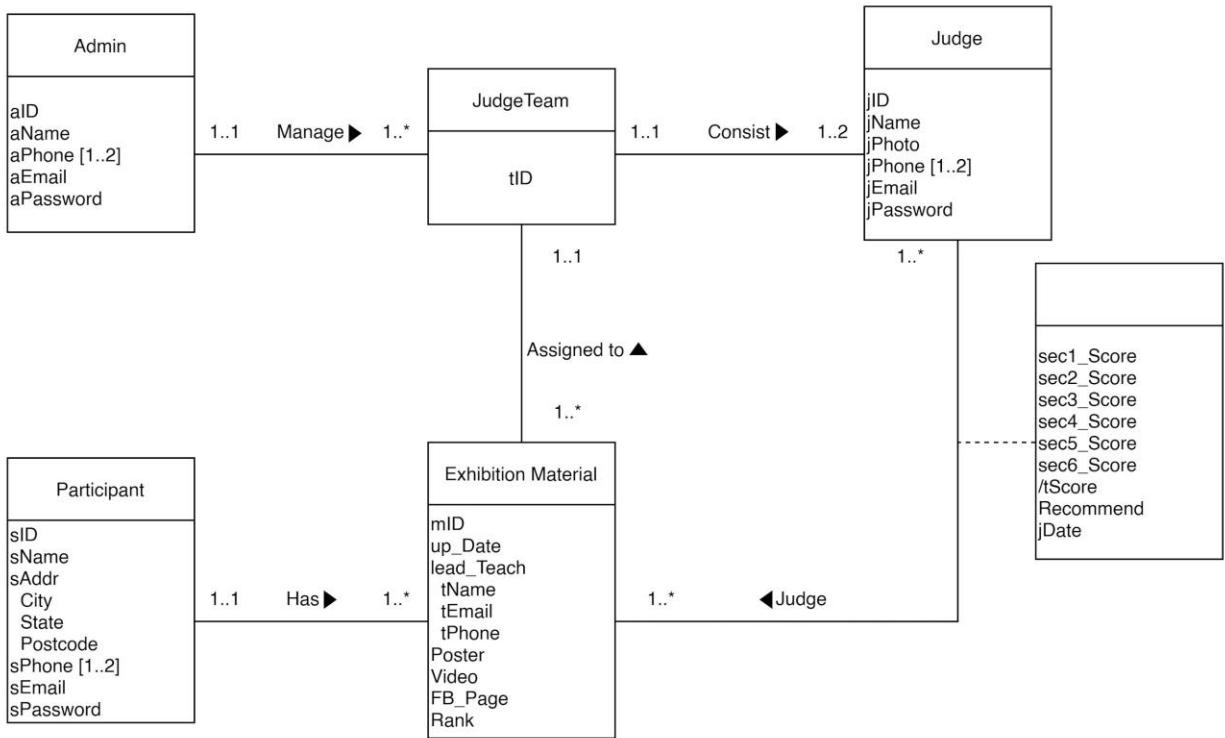 Admin
aID
aName
aPhone [1..2]
aEmail
aPassword
1..1 Manage 1..*
JudgeTeam
tID
1..1 Consist 1..2
Judge
jID
jName
jPhoto
jPhone [1..2]
jEmail
jPassword
1..1
Assigned to
1..*
1..*
sec1_Score
sec2_Score
sec3_Score
sec4_Score
sec5_Score
sec6_Score
/tScore
Recommend
jDate
Participant
sID
sName
sAddr
City
State
Postcode
sPhone [1..2]
sEmail
sPassword
1..1 Has 1..*
Exhibition Material
mID
up_Date
lead_Teach
tName
tEmail
tPhone
Poster
Video
FB_Page
Rank
1..* Judge